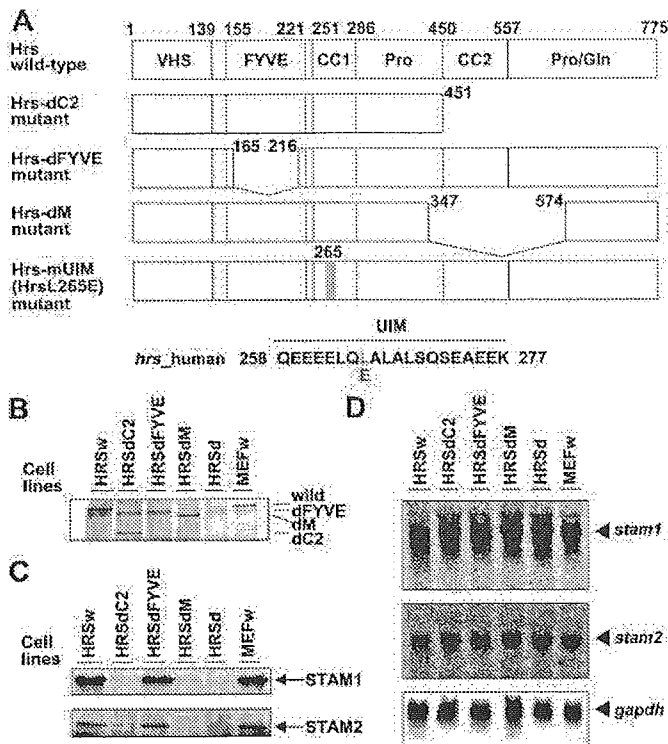 A
1 139 155 221 251 286 450 557 775
Hrs
wild-type
VHS FYVE CC1 Pro CC2 Pro/Gln
Hrs-dC2
mutant
451
Hrs-dFYVE
mutant
165 216
Hrs-dM
mutant
347 574
Hrs-mUIM
(HrsL265E)
mutant
265
UIM
hrs_human 258 QEEEELQLALALSQSEAEEK 277
E
B
Cell
lines
HRSw HRSdC2 HRSdFYVE HRSdM HRSd MEFw
wild
dFYVE
dM
dC2
C
Cell
lines
HRSw HRSdC2 HRSdFYVE HRSdM HRSd MEFw
STAM1
STAM2
D
HRSw HRSdC2 HRSdFYVE HRSdM HRSd MEFw
stam1
stam2
gapdh